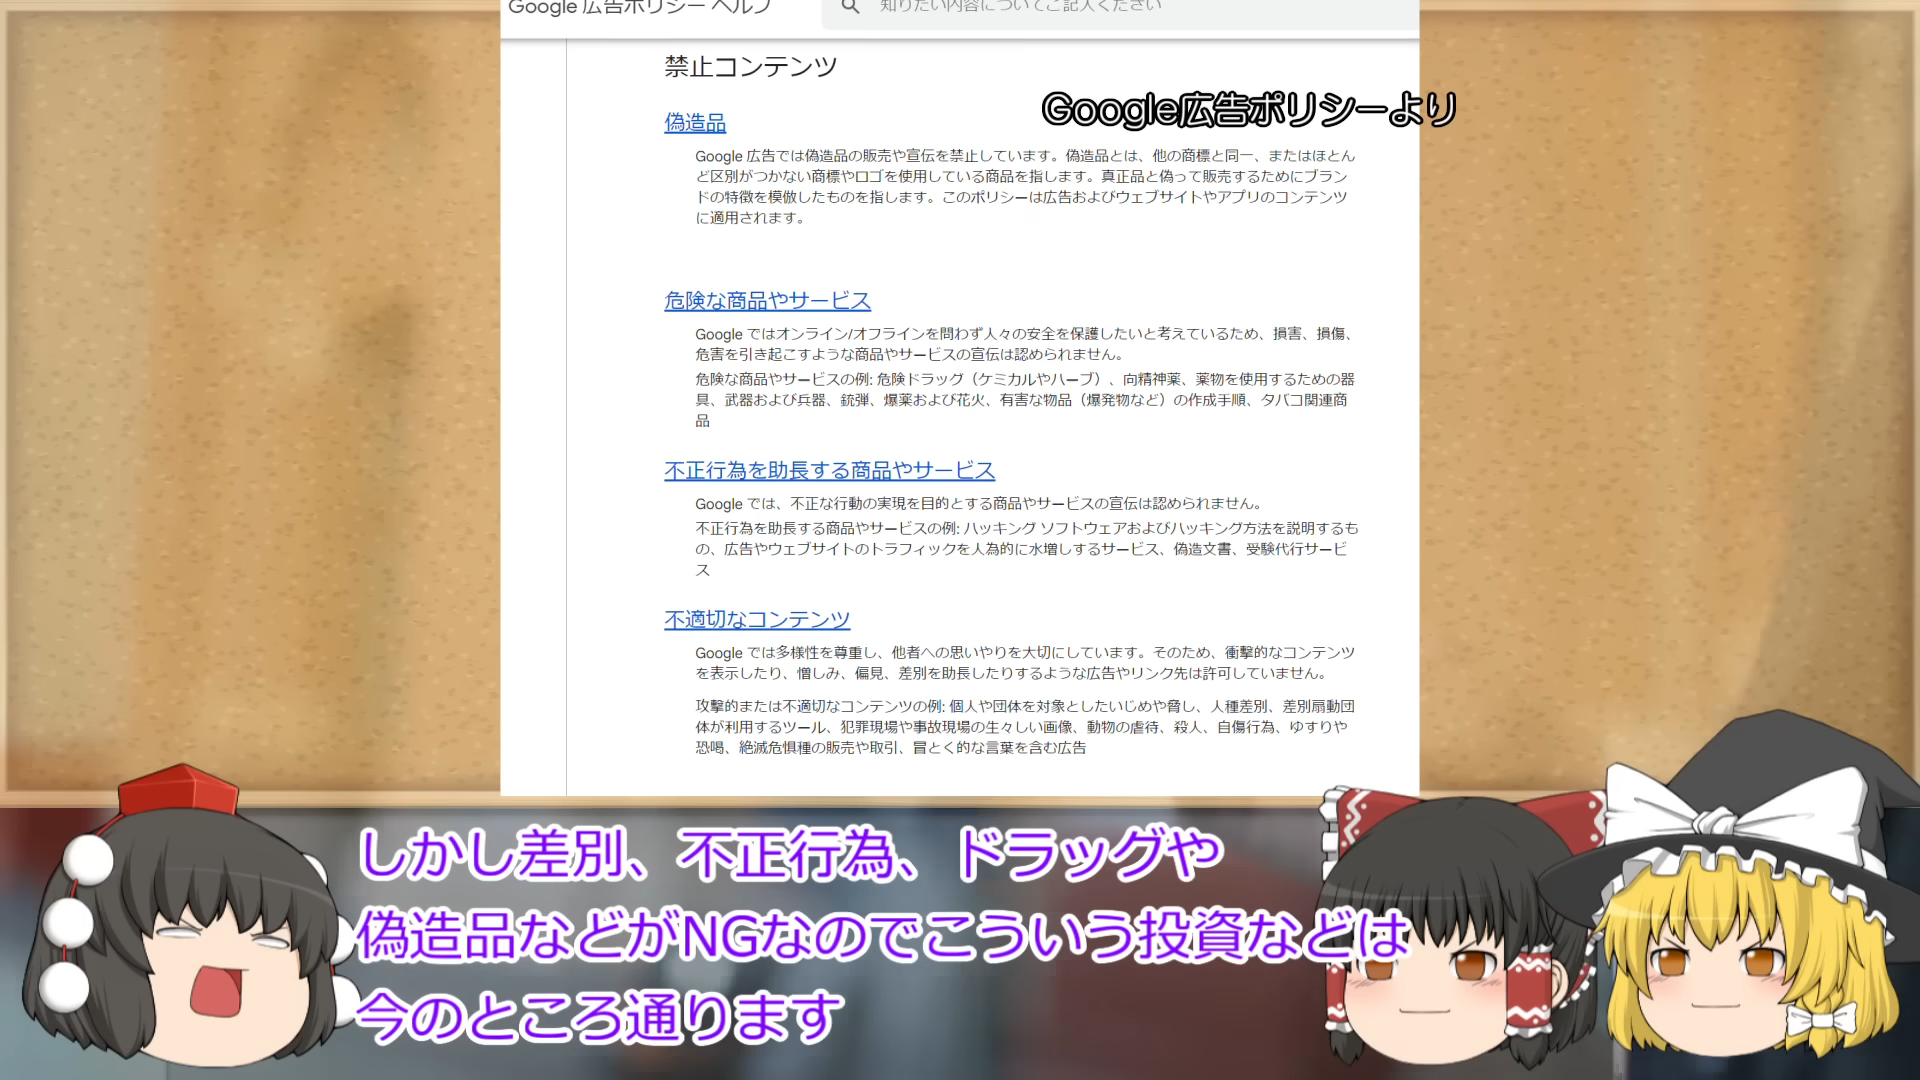 Google 広告ポリシー ヘルプ
知りたい内容についてご記入ください
禁止コンテンツ
Google広告ポリシーより
偽造品
Google 広告では偽造品の販売や宣伝を禁止しています。偽造品とは、他の商標と同一、またはほとん
ど区別がつかない商標やロゴを使用している商品を指します。真正品と偽って販売するためにブラン
ドの特徴を模倣したものを指します。このポリシーは広告およびウェブサイトやアプリのコンテンツ
に適用されます。
危険な商品やサービス
Google ではオンライン/オフラインを問わず人々の安全を保護したいと考えているため、損害、損傷、
危害を引き起こすような商品やサービスの宣伝は認められません。
危険な商品やサービスの例: 危険ドラッグ（ケミカルやハーブ）、向精神薬、薬物を使用するための器
具、武器および兵器、銃弾、爆薬および花火、有害な物品（爆発物など）の作成手順、タバコ関連商
品
不正行為を助長する商品やサービス
Google では、不正な行動の実現を目的とする商品やサービスの宣伝は認められません。
不正行為を助長する商品やサービスの例: ハッキング ソフトウェアおよびハッキング方法を説明するも
の、広告やウェブサイトのトラフィックを人為的に水増しするサービス、偽造文書、受験代行サービ
ス
不適切なコンテンツ
Google では多様性を尊重し、他者への思いやりを大切にしています。そのため、衝撃的なコンテンツ
を表示したり、憎しみ、偏見、差別を助長したりするような広告やリンク先は許可していません。
攻撃的または不適切なコンテンツの例: 個人や団体を対象としたいじめや脅し、人種差別、差別扇動団
体が利用するツール、犯罪現場や事故現場の生々しい画像、動物の虐待、殺人、自傷行為、ゆすりや
恐喝、絶滅危惧種の販売や取引、冒とく的な言葉を含む広告
しかし差別、不正行為、ドラッグや
偽造品などがNGなのでこういう投資などは
今のところ通ります